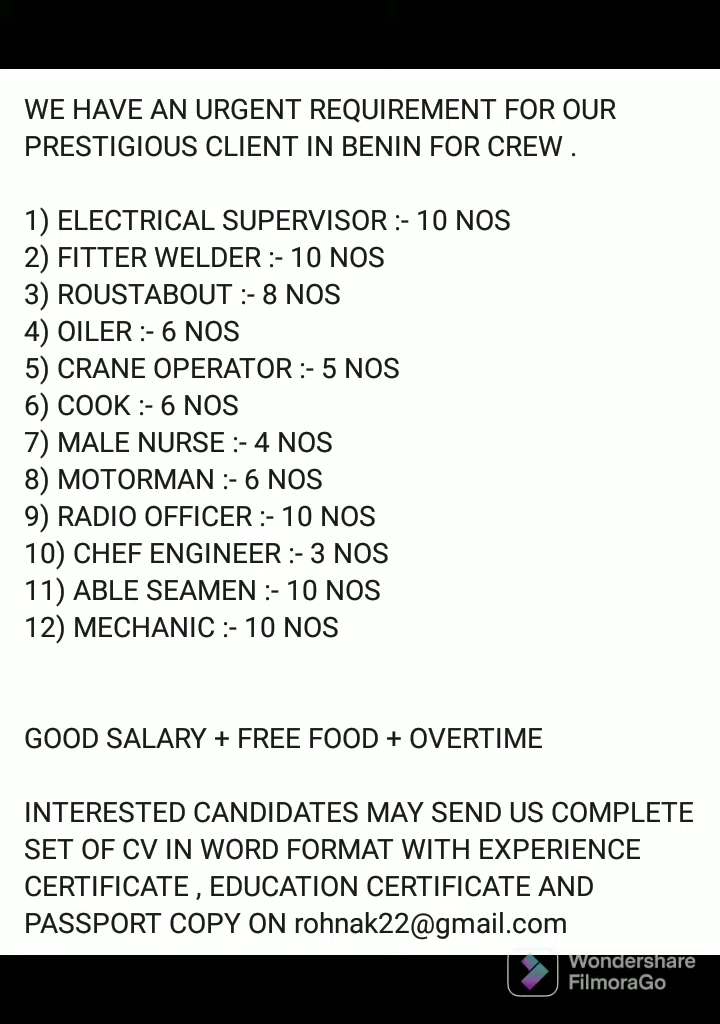 WE HAVE AN URGENT REQUIREMENT FOR OUR
PRESTIGIOUS CLIENT IN BENIN FOR CREW .
1) ELECTRICAL SUPERVISOR :- 10 NOS
2) FITTER WELDER :- 10 NOS
3) ROUSTABOUT :- 8 NOS
4) OILER :- 6 NOS
5) CRANE OPERATOR :- 5 NOS
6) COOK :- 6 NOS
7) MALE NURSE :- 4 NOS
8) MOTORMAN :- 6 NOS
9) RADIO OFFICER :- 10 NOS
10) CHEF ENGINEER :- 3 NOS
11) ABLE SEAMEN :- 10 NOS
12) MECHANIC :- 10 NOS
GOOD SALARY + FREE FOOD + OVERTIME
INTERESTED CANDIDATES MAY SEND US COMPLETE
SET OF CV IN WORD FORMAT WITH EXPERIENCE
CERTIFICATE , EDUCATION CERTIFICATE AND
PASSPORT COPY ON rohnak22@gmail.com
Wondershare
FilmoraGo